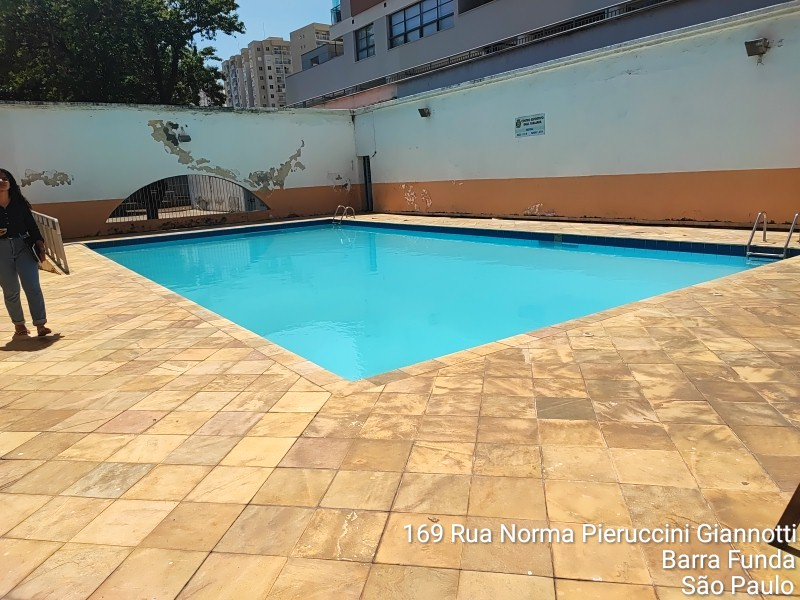 169 Rua Norma Pieruccini Giannotti
Barra Funda
São Paulo